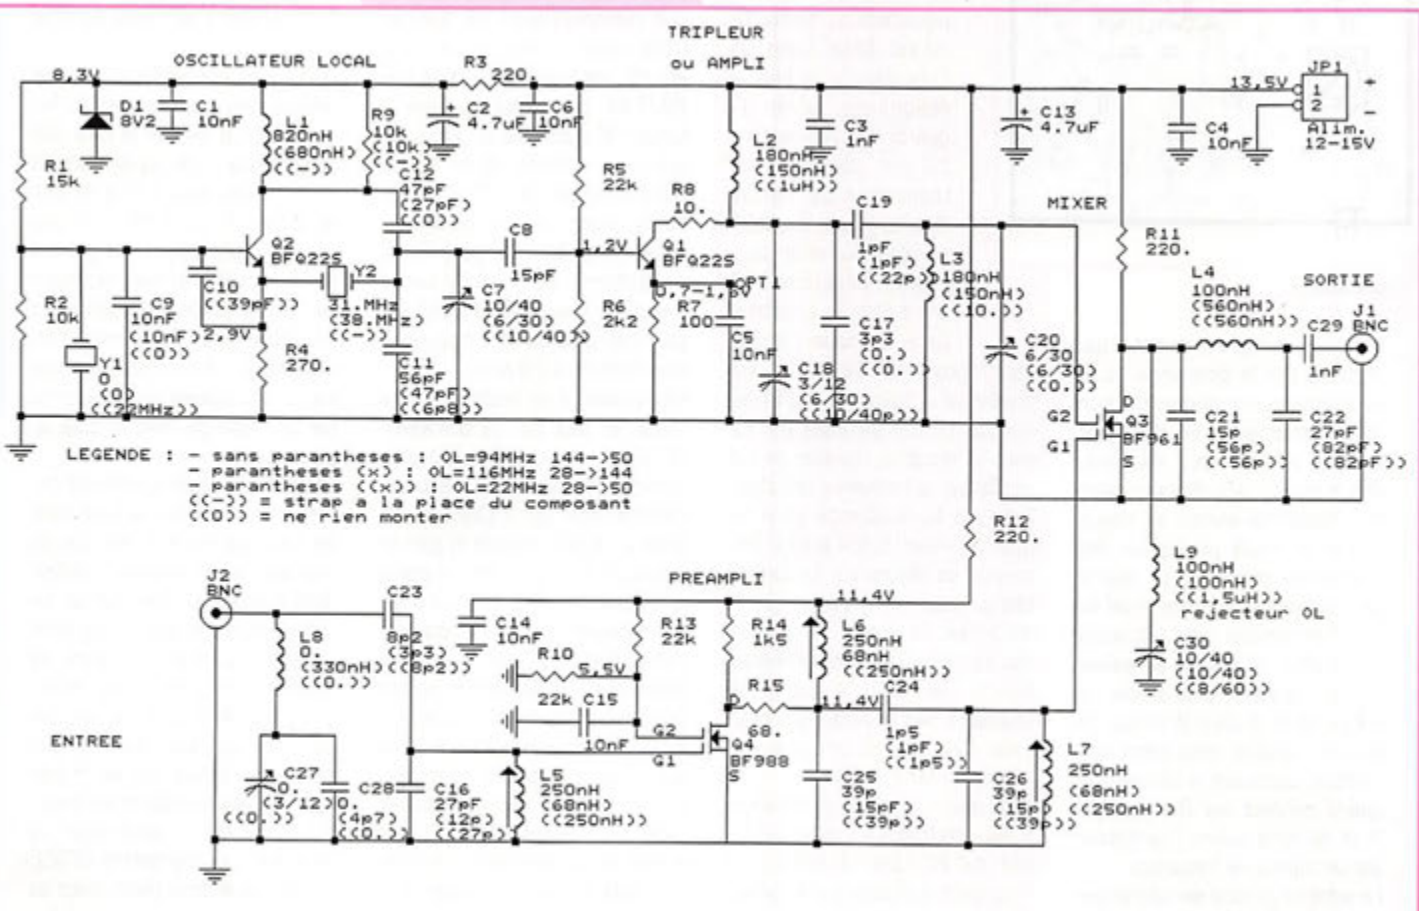 TRIPLEUR
ou AMPLI
OSCILLATEUR LOCAL
8,3V
D1
8V2
C1
10nF
L1
820nH
(680nH)
((-))
R9
10k
(10k)
((-))
R3
220.
C2
4.7uF
C6
10nF
L2
180nH
(150nH)
((1uH))
C3
1nF
C13
4.7uF
C4
10nF
13,5V
JP1
1
2
+
-
Alim.
12-15V
R1
15k
C12
47pF
(27pF)
((0))
R5
22k
R8
10.
C19
1pF
(1pF)
((22p))
MIXER
R11
220.
Q2
BFQ22S
Y2
31.MHz
(38.MHz)
((-))
C8
15pF
1,2V
Q1
BFQ22S
OPT1
0,7-1,6V
L3
180nH
(150nH)
((10.))
L4
100nH
(560nH)
((560nH))
SORTIE
J1
BNC
C29
1nF
R2
10k
C9
10nF
(10nF)
((0))
C10
((39pF))
2,9V
Y1
0
(0)
((22MHz))
R4
270.
C7
10/40
(6/30)
((10/40))
C11
56pF
(47pF)
((6p8))
R6
2k2
R7
100
C5
10nF
C17
3p3
(0.)
((0.))
C18
3/12
(6/30)
((10/40p))
C20
6/30
(6/30)
((0.))
G2
G1
D
Q3
BF961
S
C21
15p
(56p)
((56p))
C22
27pF
(82pF)
((82pF))
LEGENDE : - sans parantheses : OL=94MHz 144->50
- parantheses (x) : OL=116MHz 28->144
- parantheses ((x)) : OL=22MHz 28->50
((-)) = strap a la place du composant
((0)) = ne rien monter
R12
220.
L9
100nH
(100nH)
((1,5uH))
rejecteur OL
C30
10/40
(10/40)
((8/60))
PREAMPLI
J2
BNC
C23
8p2
(3p3)
((8p2))
L8
0.
(330nH)
((0.))
C14
10nF
R10
22k
5,5V
C15
10nF
R13
22k
R14
1k5
11,4V
L6
250nH
68nH
((250nH))
R15
68.
11,4V
C24
1p5
(1pF)
((1p5
G2
G1
D
Q4
BF988
S
ENTREE
C27
0.
(3/12)
((0.))
C28
0.
(4p7)
((0.))
C16
27pF
(12p)
((27p))
L5
250nH
(68nH)
((250nH))
C25
39p
(15pF)
((39p))
C26
39p
(15p)
((39p))
L7
250nH
(68nH)
((250nH))